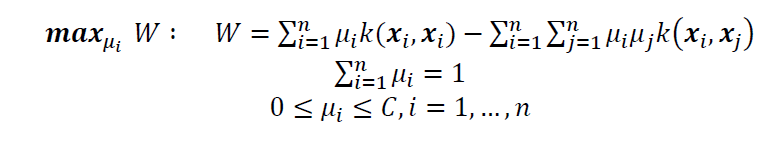 max_{μ_i} W :   W = ∑_{i=1}^{n} μ_i k(x_i, x_i) − ∑_{i=1}^{n} ∑_{j=1}^{n} μ_i μ_j k(x_i, x_j)
∑_{i=1}^{n} μ_i = 1
0 ≤ μ_i ≤ C, i = 1, … , n